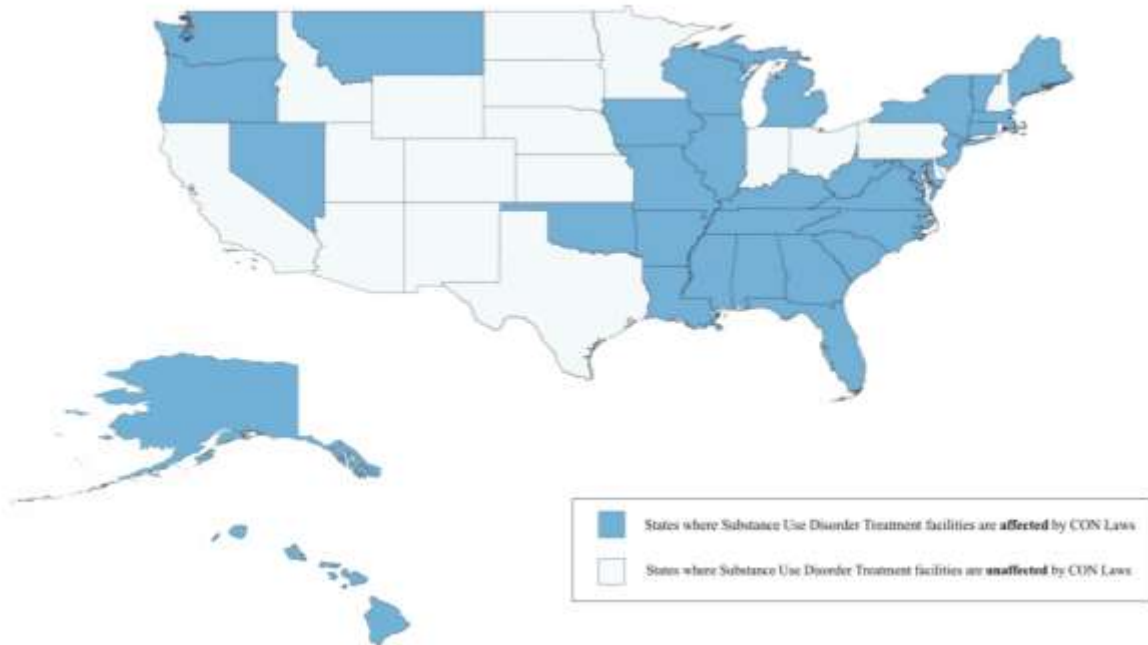 States where Substance Use Disorder Treatment facilities are affected by CON Laws
States where Substance Use Disorder Treatment facilities are unaffected by CON Laws